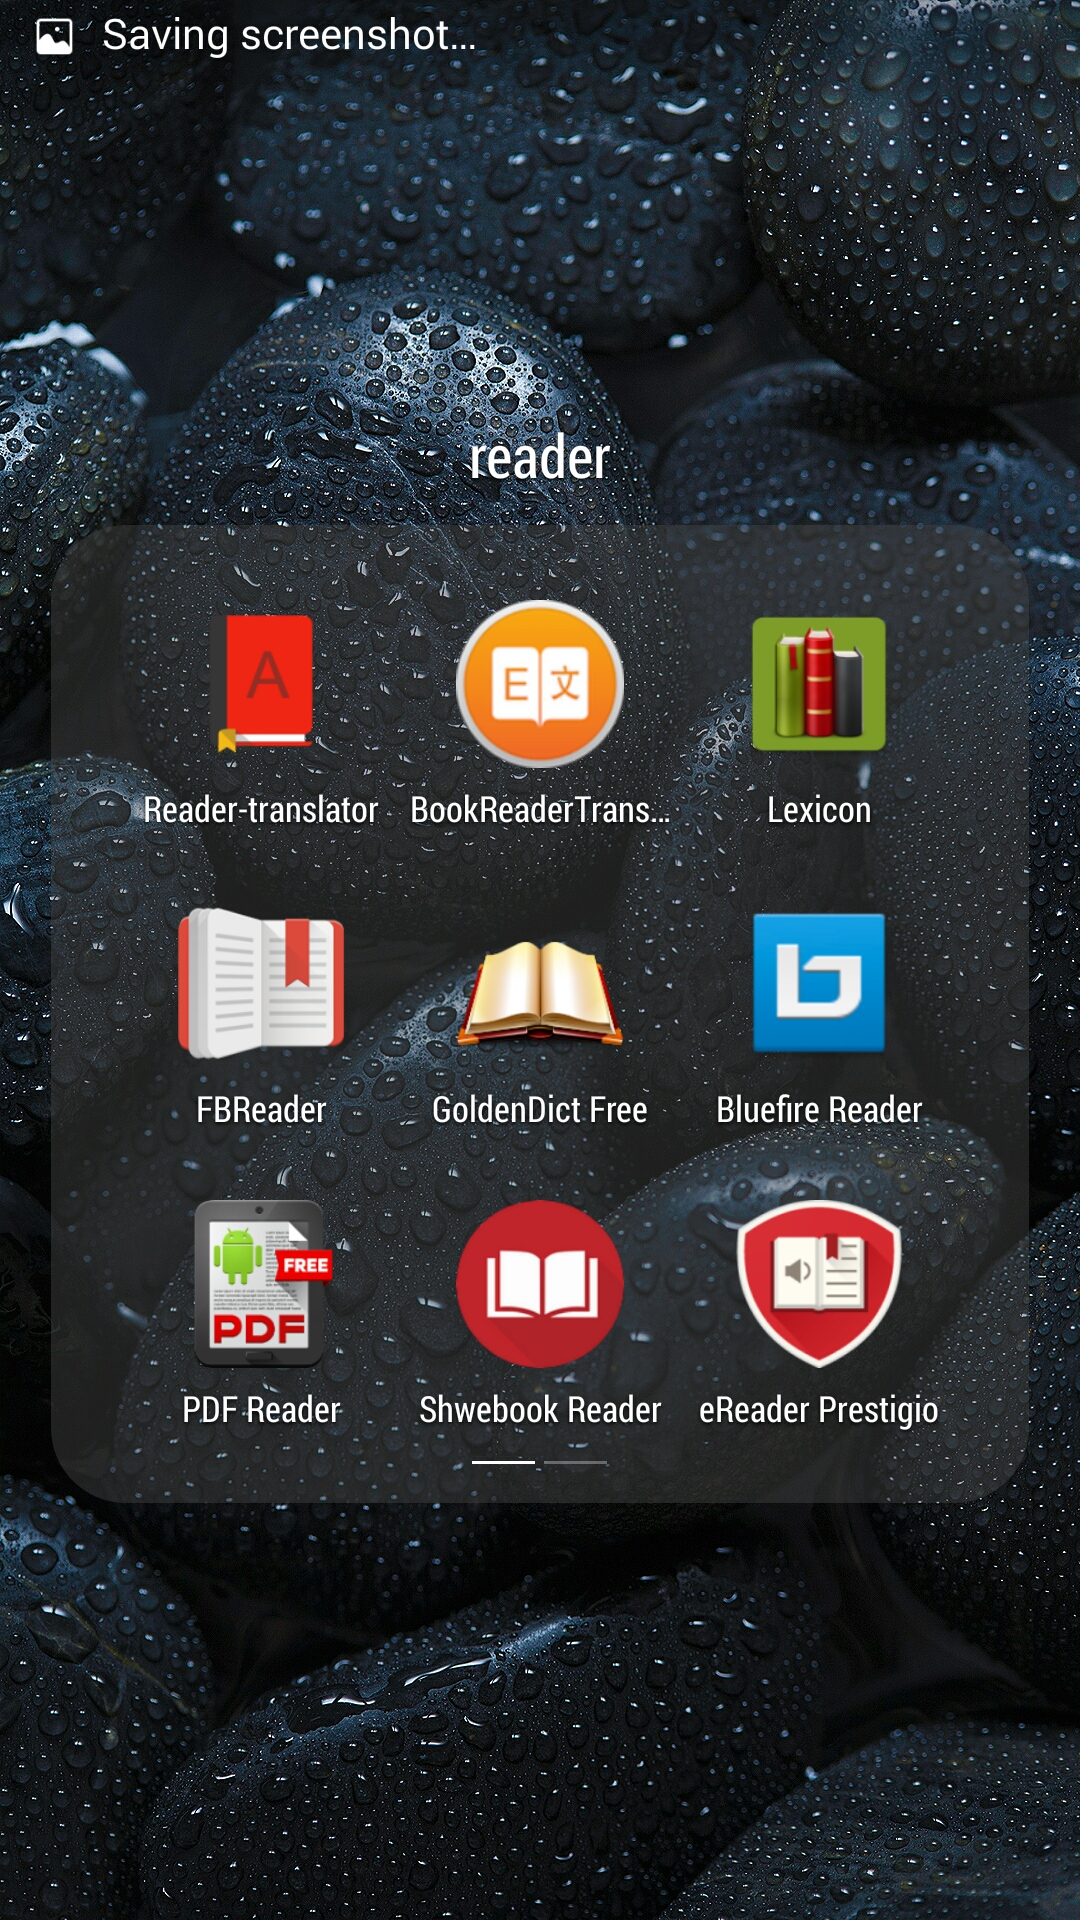 Saving screenshot...
reader
A
E 文
Reader-translator BookReaderTrans... Lexicon
FBReader GoldenDict Free Bluefire Reader
FREE
PDF
PDF Reader Shwebook Reader eReader Prestigio